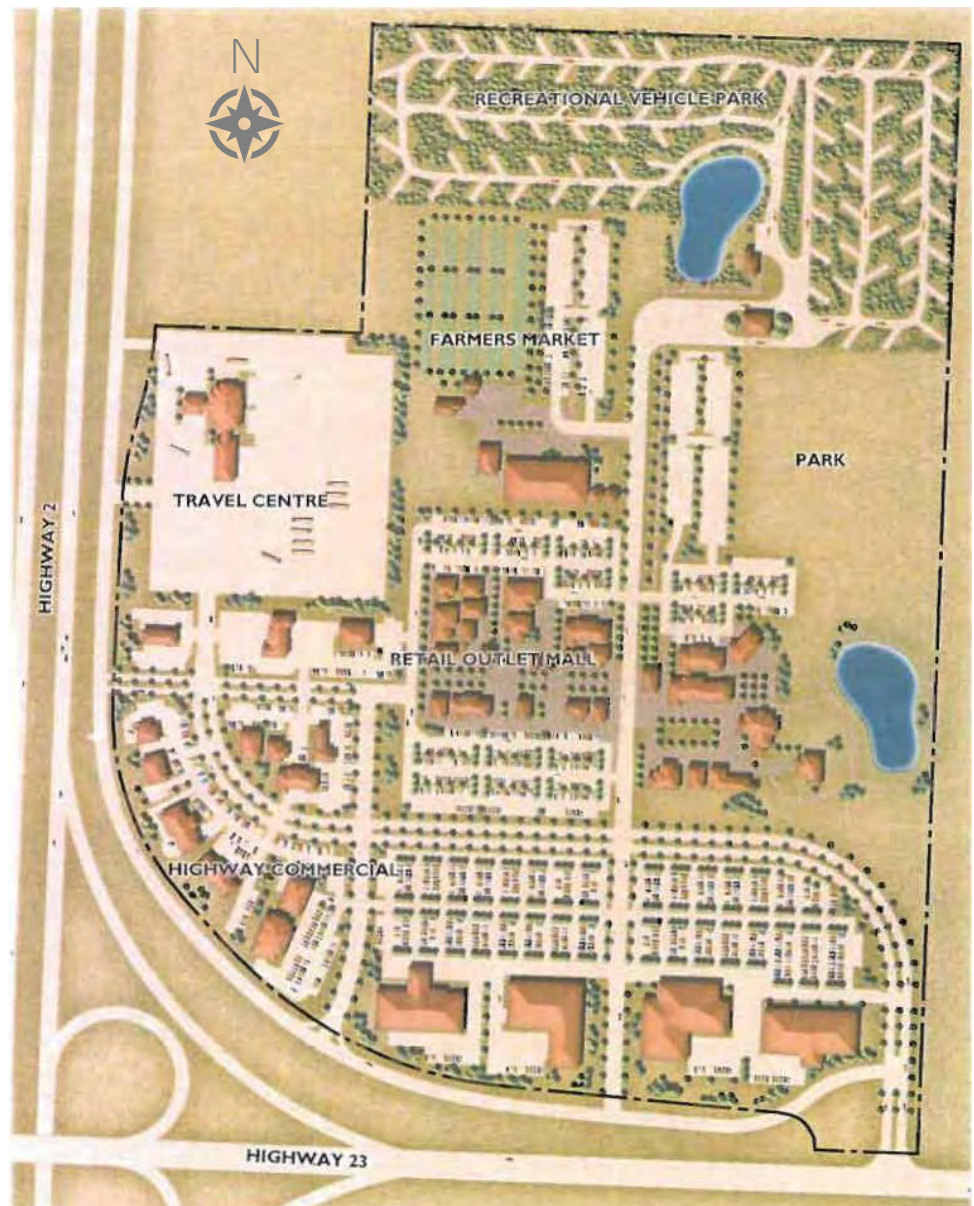 N
RECREATIONAL VEHICLE PARK
FARMERS MARKET
PARK
TRAVEL CENTRE
HIGHWAY 2
RETAIL OUTLET MALL
HIGHWAY COMMERCIAL
HIGHWAY 23